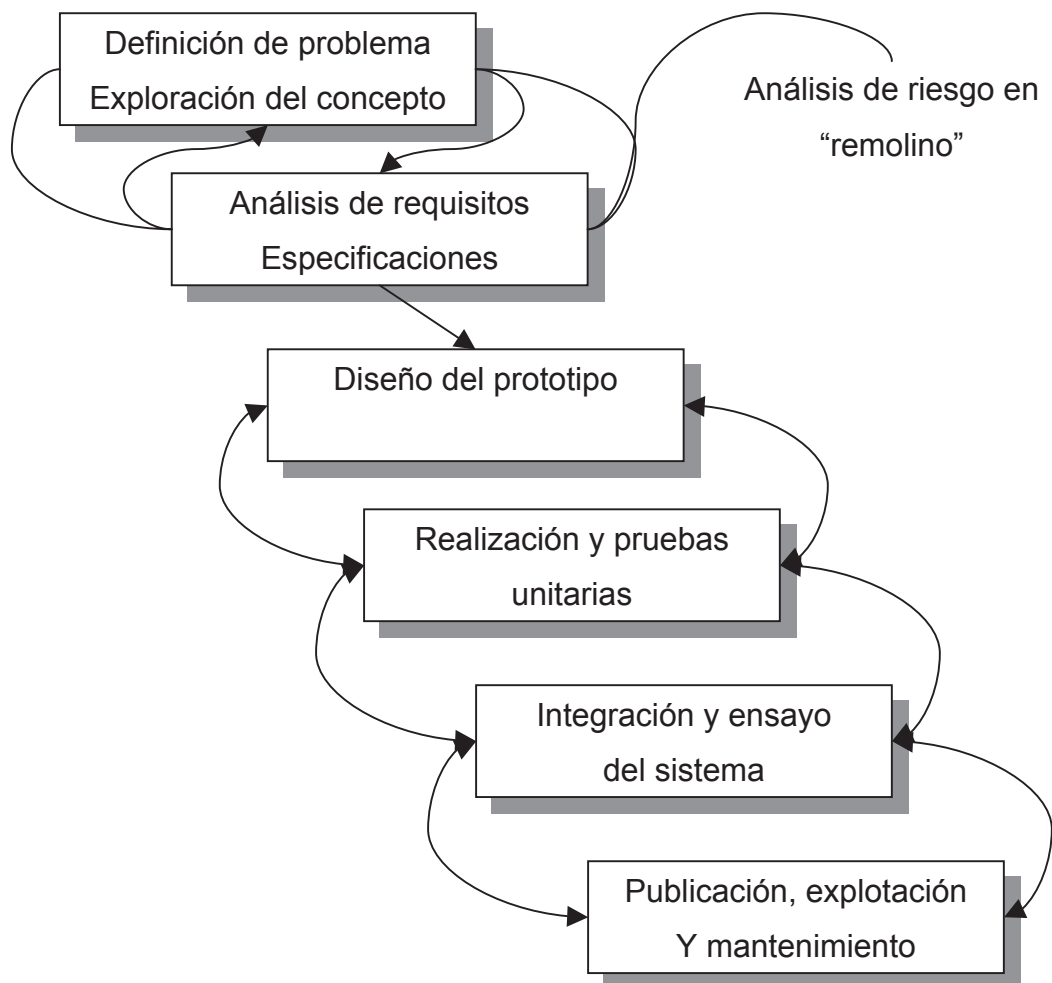 Definición de problema
Exploración del concepto
Análisis de riesgo en
“remolino”
Análisis de requisitos
Especificaciones
Diseño del prototipo
Realización y pruebas
unitarias
Integración y ensayo
del sistema
Publicación, explotación
Y mantenimiento